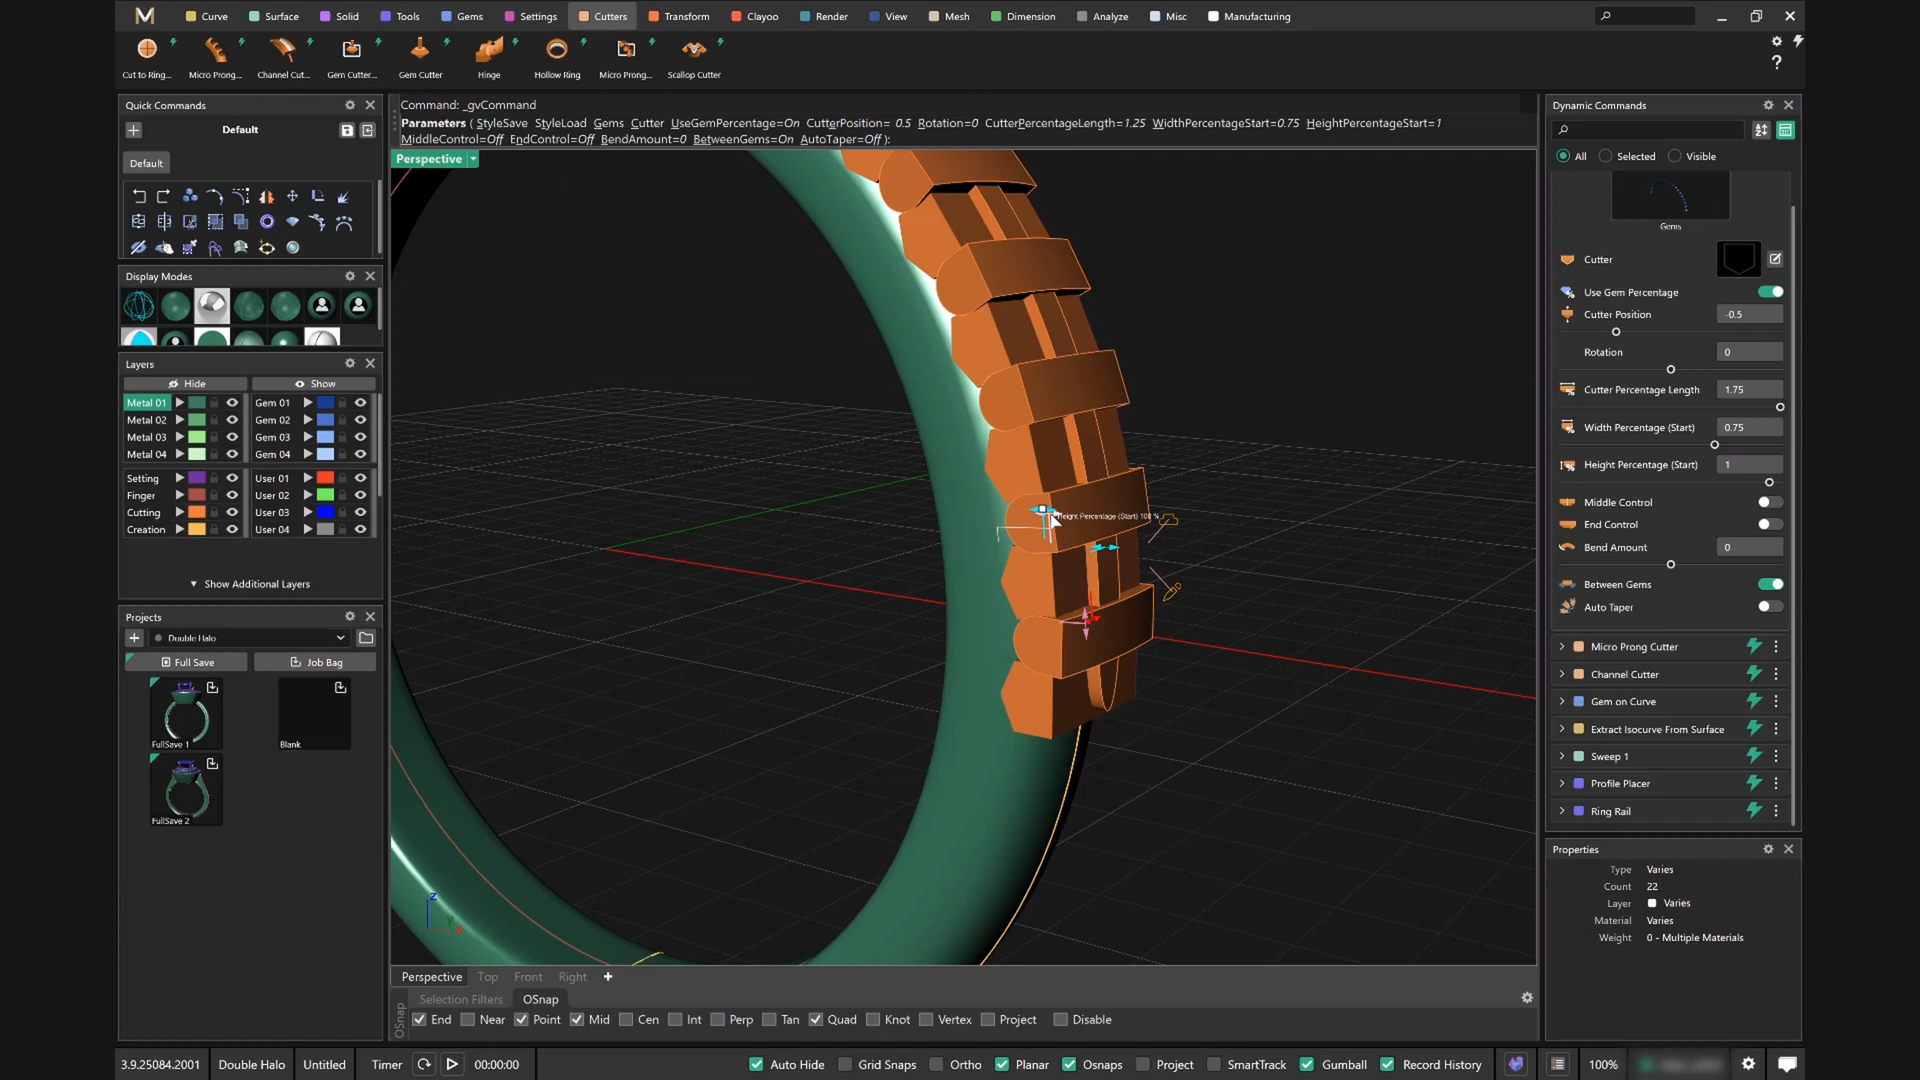 Curve Surface Solid Tools Gems Settings Cutters Transform Clayoo Render View Mesh Dimension Analyze Misc Manufacturing
Cut to Ring... Micro Prong... Channel Cut... Gem Cutter... Gem Cutter Hinge Hollow Ring Micro Prong... Scallop Cutter
?
Quick Commands
Default
Default
Display Modes
Layers
Hide Show
Metal 01 Gem 01
Metal 02 Gem 02
Metal 03 Gem 03
Metal 04 Gem 04
Setting User 01
Finger User 02
Cutting User 03
Creation User 04
Show Additional Layers
Projects
Double Halo
Full Save Job Bag
FullSave 1 Blank
FullSave 2
Command: _gvCommand
Parameters ( StyleSave StyleLoad Gems Cutter UseGemPercentage=On CutterPosition= 0.5 Rotation=0 CutterPercentageLength=1.25 WidthPercentageStart=0.75 HeightPercentageStart=1
MiddleControl=Off EndControl=Off BendAmount=0 BetweenGems=On AutoTaper=Off ):
Perspective
Height Percentage (Start) 100 %
z
y
x
Perspective Top Front Right
OSnap
Selection Filters OSnap
End Near Point Mid Cen Int Perp Tan Quad Knot Vertex Project Disable
Dynamic Commands
All Selected Visible
Gems
Cutter
Use Gem Percentage
Cutter Position -0.5
Rotation 0
Cutter Percentage Length 1.75
Width Percentage (Start) 0.75
Height Percentage (Start) 1
Middle Control
End Control
Bend Amount 0
Between Gems
Auto Taper
Micro Prong Cutter
Channel Cutter
Gem on Curve
Extract Isocurve From Surface
Sweep 1
Profile Placer
Ring Rail
Properties
Type Varies
Count 22
Layer Varies
Material Varies
Weight 0 - Multiple Materials
3.9.25084.2001 Double Halo Untitled Timer 00:00:00 Auto Hide Grid Snaps Ortho Planar Osnaps Project SmartTrack Gumball Record History 100%